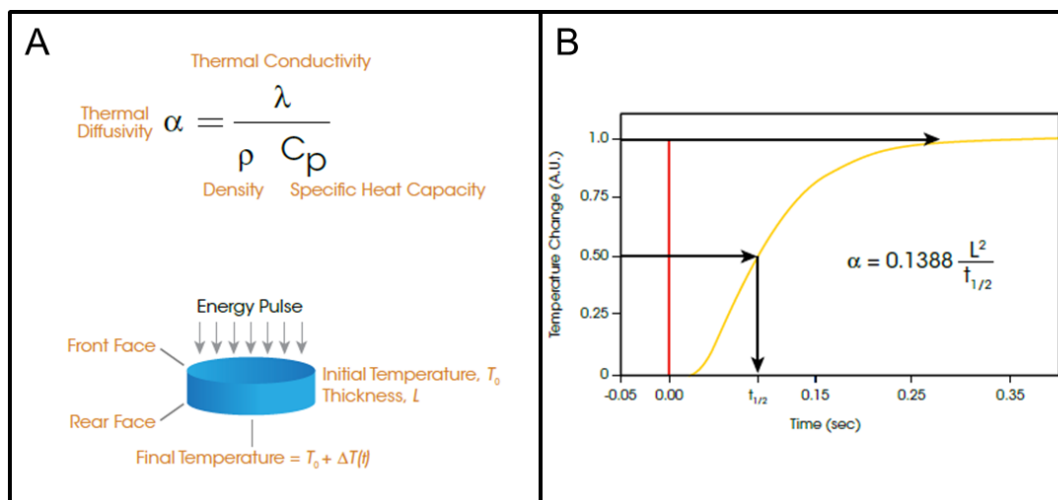 A
Thermal Conductivity
Thermal
Diffusivity
α = λ / ρ Cp
Density
Specific Heat Capacity
Energy Pulse
Front Face
Initial Temperature, T₀
Thickness, L
Rear Face
Final Temperature = T₀ + ΔT(t)
B
Temperature Change (A.U.)
1.0
0.75
0.50
0.25
0
α = 0.1388 L² / t₁/₂
-0.05 0.00 t₁/₂ 0.15 0.25 0.35
Time (sec)